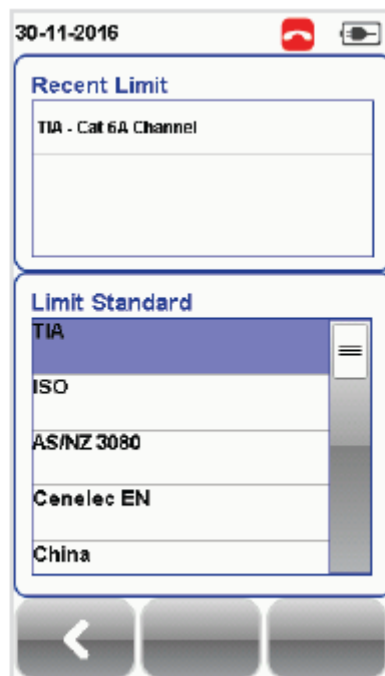 30-11-2016
Recent Limit
TIA - Cat 6A Channel
Limit Standard
TIA
ISO
AS/NZ 3080
Cenelec EN
China